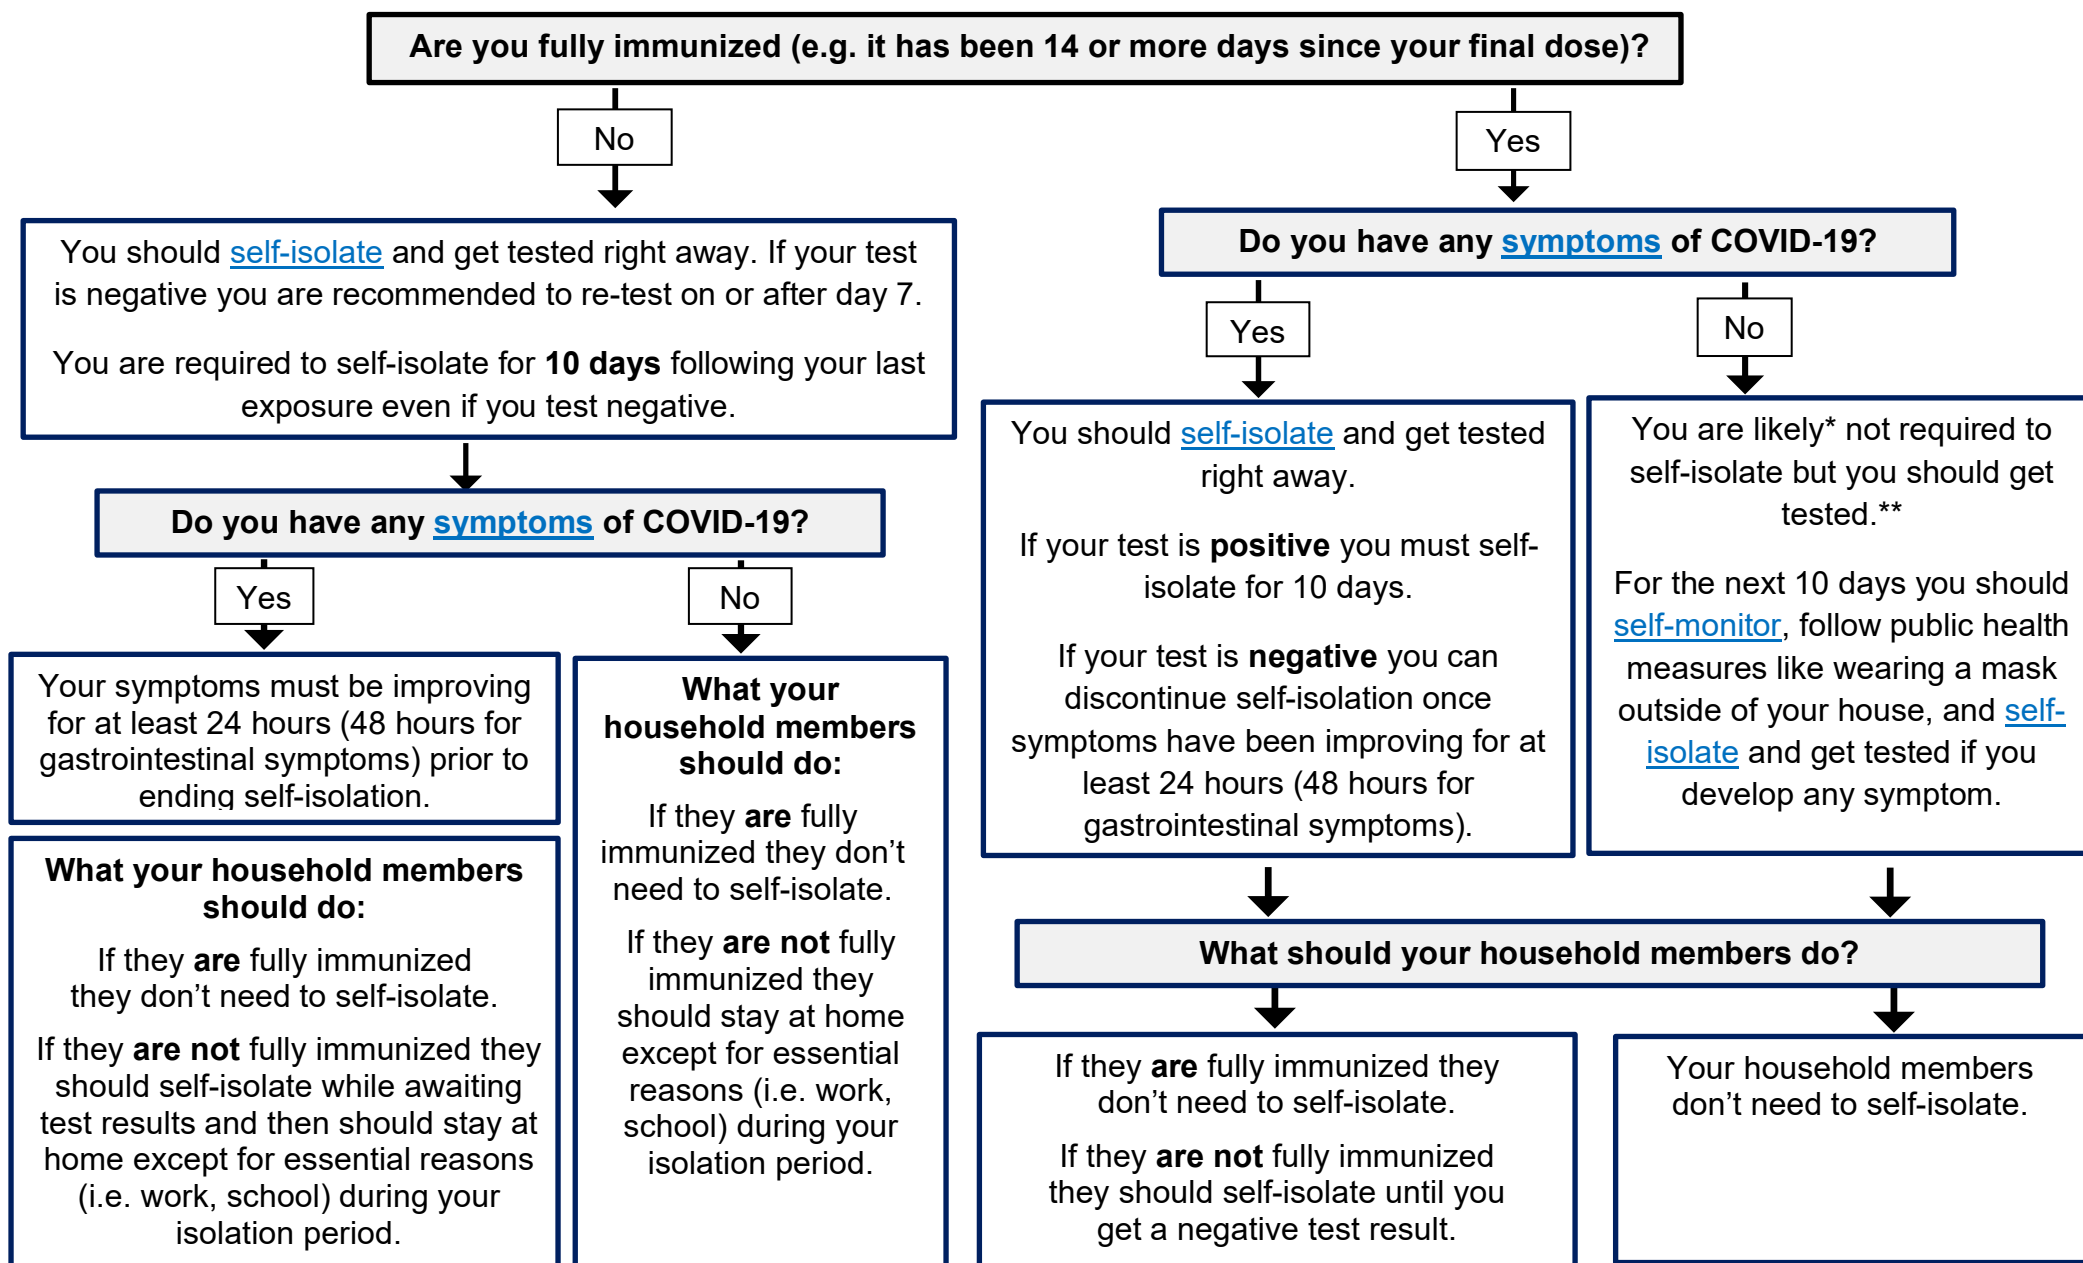 Are you fully immunized (e.g. it has been 14 or more days since your final dose)?
No
You should self-isolate and get tested right away. If your test
is negative you are recommended to re-test on or after day 7.
You are required to self-isolate for 10 days following your last
exposure even if you test negative.
Do you have any symptoms of COVID-19?
Yes
Your symptoms must be improving
for at least 24 hours (48 hours for
gastrointestinal symptoms) prior to
ending self-isolation.
What your household members
should do:
If they are fully immunized
they don’t need to self-isolate.
If they are not fully immunized they
should self-isolate while awaiting
test results and then should stay at
home except for essential reasons
(i.e. work, school) during your
isolation period.
No
What your
household members
should do:
If they are fully
immunized they don’t
need to self-isolate.
If they are not fully
immunized they
should stay at home
except for essential
reasons (i.e. work,
school) during your
isolation period.
Yes
Do you have any symptoms of COVID-19?
Yes
You should self-isolate and get tested
right away.
If your test is positive you must self-
isolate for 10 days.
If your test is negative you can
discontinue self-isolation once
symptoms have been improving for at
least 24 hours (48 hours for
gastrointestinal symptoms).
No
You are likely* not required to
self-isolate but you should get
tested.**
For the next 10 days you should
self-monitor, follow public health
measures like wearing a mask
outside of your house, and self-
isolate and get tested if you
develop any symptom.
What should your household members do?
If they are fully immunized they
don’t need to self-isolate.
If they are not fully immunized
they should self-isolate until you
get a negative test result.
Your household members
don’t need to self-isolate.